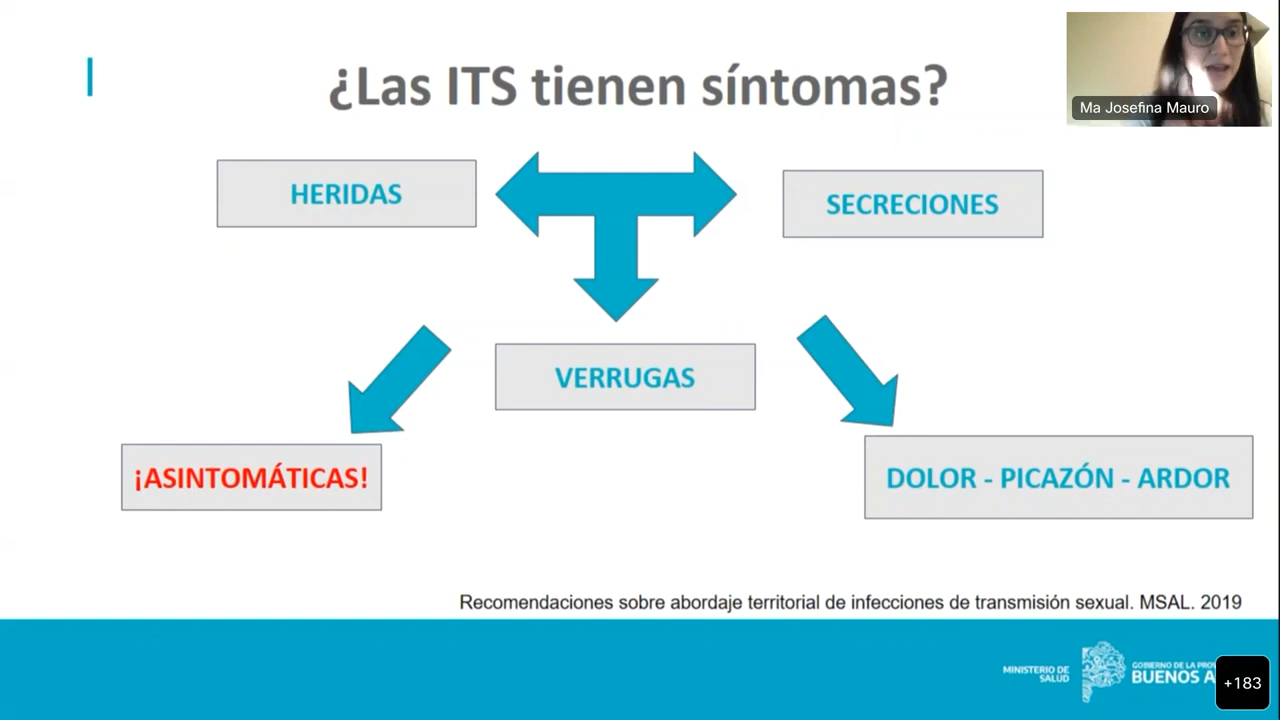 ¿Las ITS tienen síntomas?
Ma Josefina Mauro
HERIDAS
SECRECIONES
VERRUGAS
¡ASINTOMÁTICAS!
DOLOR - PICAZÓN - ARDOR
Recomendaciones sobre abordaje territorial de infecciones de transmisión sexual. MSAL. 2019
MINISTERIO DE
SALUD
GOBIERNO DE LA
BUENOS
+183